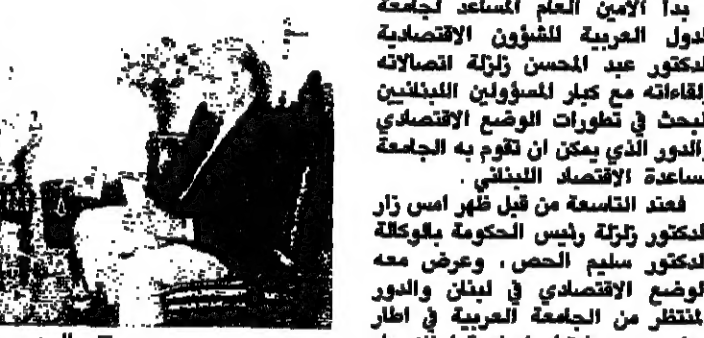 بدأ الامين العام المساعد لجامعة
الدول العربية للشؤون الاقتصادية
الدكتور عبد المحسن زلزلة اتصالاته
ولقاءاته مع كبار المسؤولين اللبنانيين
للبحث في تطورات الوضع الاقتصادي
والدور الذي يمكن ان تقوم به الجامعة
لمساعدة الاقتصاد اللبناني .
فعند التاسعة من قبل ظهر امس زار
الدكتور زلزلة رئيس الحكومة بالوكالة
الدكتور سليم الحص ، وعرض معه
الوضع الاقتصادي في لبنان والدور
المنتظر من الجامعة العربية في اطار